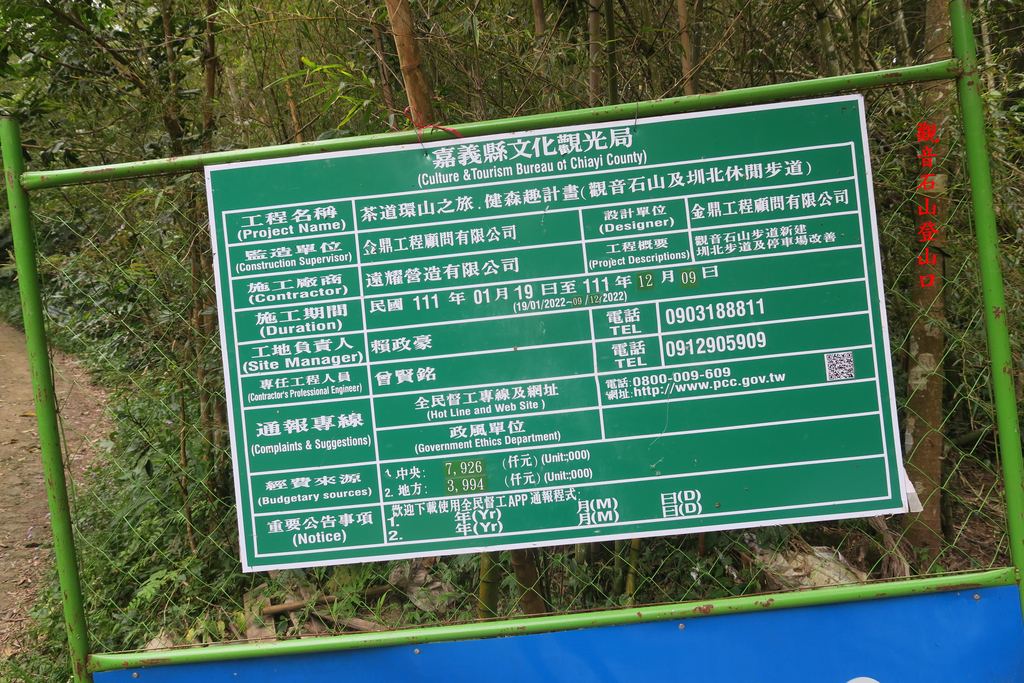 嘉義縣文化觀光局
(Culture &Tourism Bureau of Chiayi County)
工程名稱
(Project Name)
茶道環山之旅.健森趣計畫(觀音石山及圳北休閒步道)
監造單位
(Construction Supervisor)
金鼎工程顧問有限公司
設計單位
(Designer)
金鼎工程顧問有限公司
施工廠商
(Contractor)
遠耀營造有限公司
工程概要
(Project Descriptions)
觀音石山步道新建
圳北步道及停車場改善
施工期間
(Duration)
民國 111 年 01 月 19 日至 111 年 12 月 09 日
(19/01/2022~09/12/2022)
工地負責人
(Site Manager)
賴政豪
電話
TEL
0903188811
專任工程人員
(Contractor's Professional Engineer)
曾賢銘
電話
TEL
0912905909
通報專線
(Complaints & Suggestions)
全民督工專線及網址
(Hot Line and Web Site )
電話:0800-009-609
網址:http://www.pcc.gov.tw
政風單位
(Government Ethics Department)
經費來源
(Budgetary sources)
1. 中央: 7,926 (仟元)(Unit:;000)
2. 地方: 3,994 (仟元)(Unit:;000)
重要公告事項
(Notice)
歡迎下載使用全民督工APP通報程式:
1. 年(Yr) 月(M) 日(D)
2. 年(Yr) 月(M) 日(D)
觀音石山登山口